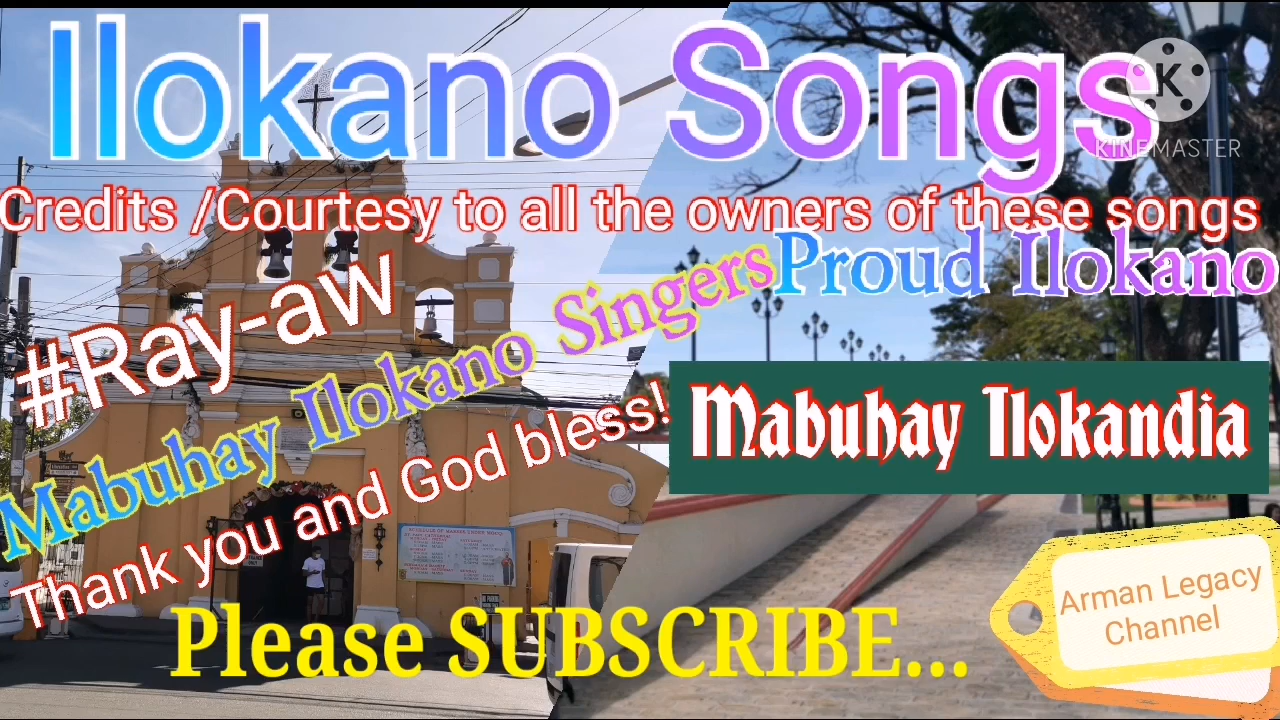 Ilokano Songs
K
KINEMASTER
Credits /Courtesy to all the owners of these songs
Proud Ilokano
#Ray-aw
Mabuhay Ilokano Singers
Mabuhay Ilokandia
Thank you and God bless!
Arman Legacy
Channel
Please SUBSCRIBE...